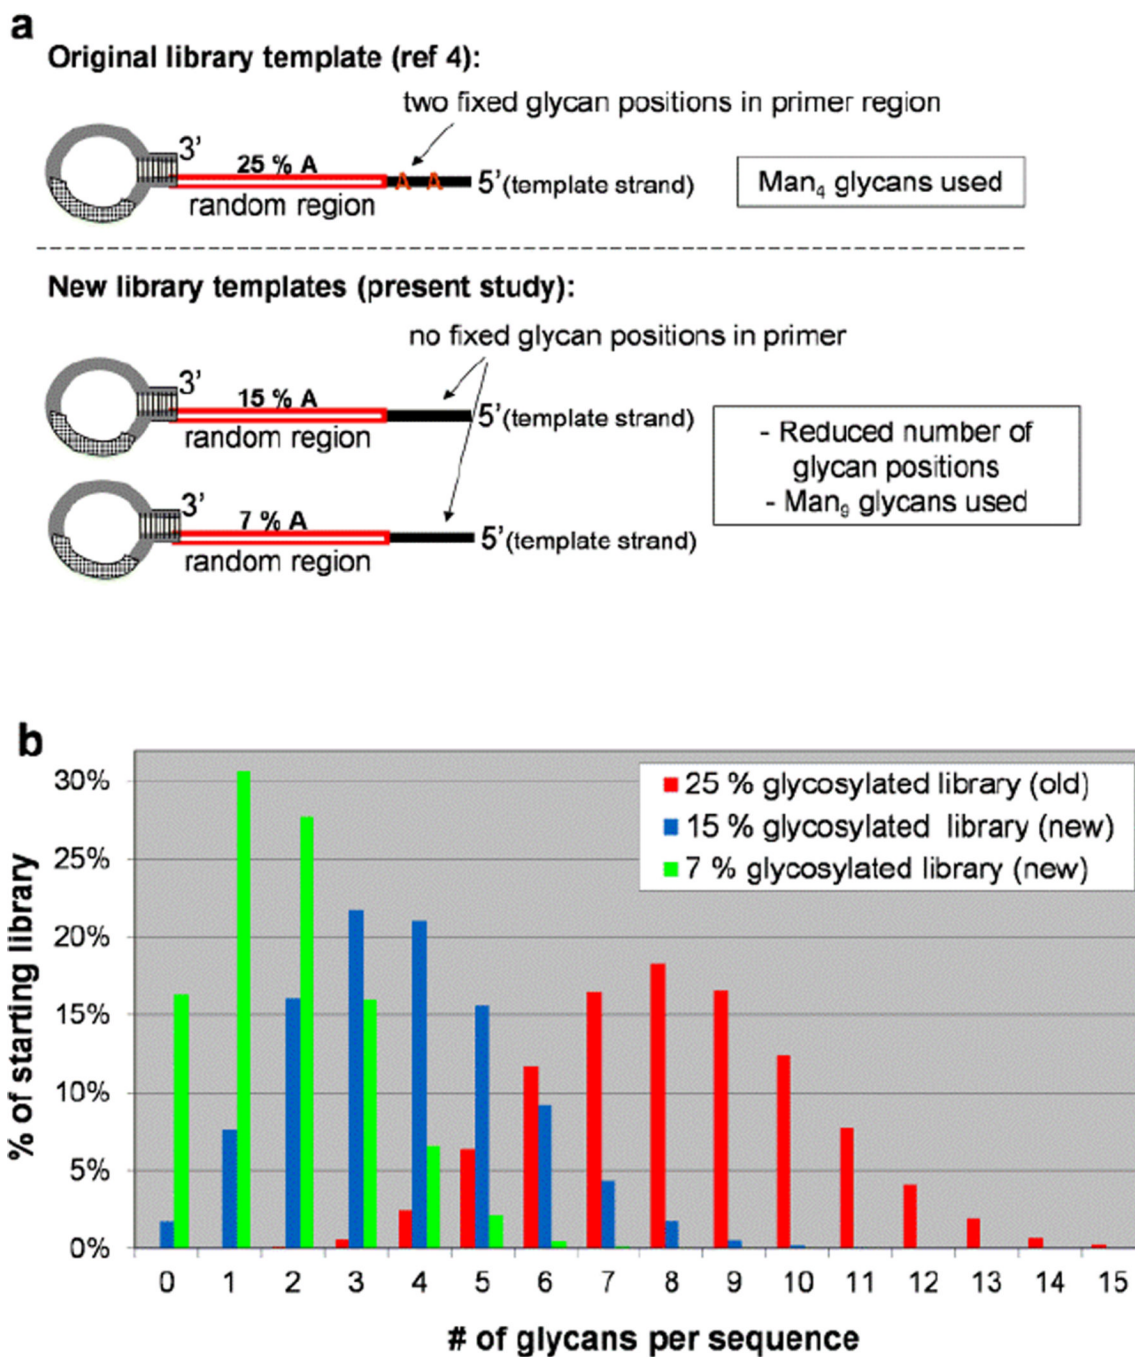 a
Original library template (ref 4):
two fixed glycan positions in primer region
3’
25 % A
A A
5’(template strand)
random region
Man₄ glycans used
New library templates (present study):
no fixed glycan positions in primer
3’
15 % A
5’(template strand)
random region
- Reduced number of
glycan positions
- Man₉ glycans used
3’
7 % A
5’(template strand)
random region
b
30%
25%
20%
15%
10%
5%
0%
% of starting library
25 % glycosylated library (old)
15 % glycosylated library (new)
7 % glycosylated library (new)
0 1 2 3 4 5 6 7 8 9 10 11 12 13 14 15
# of glycans per sequence